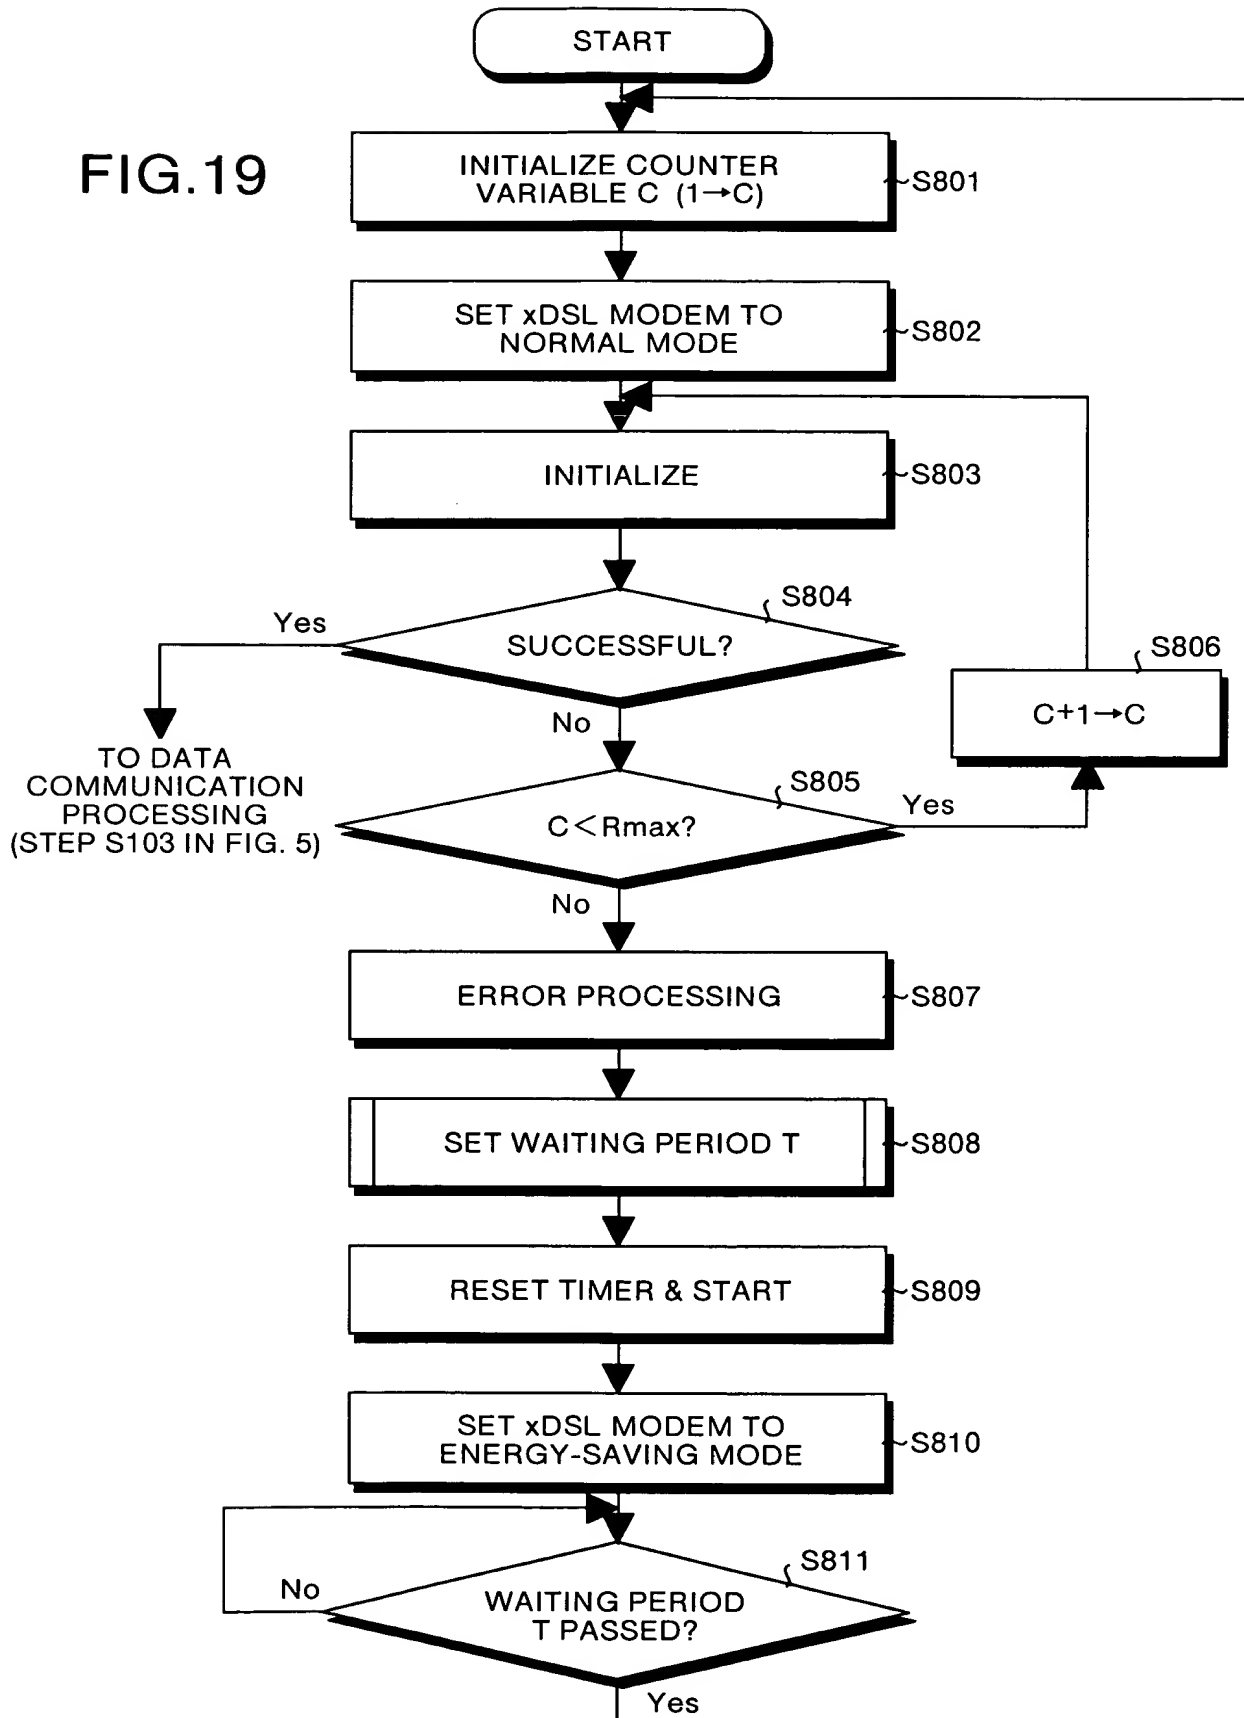 START
FIG.19
INITIALIZE COUNTER
VARIABLE C (1→C)
S801
SET xDSL MODEM TO
NORMAL MODE
S802
INITIALIZE
S803
S804
Yes
SUCCESSFUL?
S806
C+1→C
No
TO DATA
COMMUNICATION
PROCESSING
(STEP S103 IN FIG. 5)
S805
Yes
C<Rmax?
No
ERROR PROCESSING
S807
SET WAITING PERIOD T
S808
RESET TIMER & START
S809
SET xDSL MODEM TO
ENERGY-SAVING MODE
S810
S811
No
WAITING PERIOD
T PASSED?
Yes